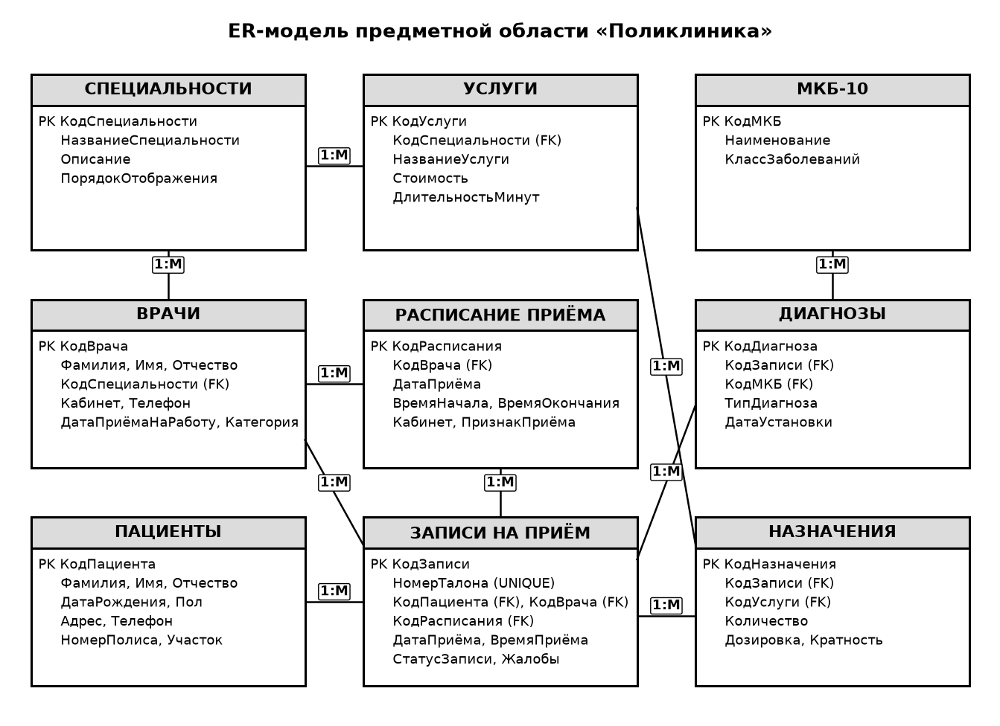 ER-модель предметной области «Поликлиника»
СПЕЦИАЛЬНОСТИ
PK КодСпециальности
НазваниеСпециальности
Описание
ПорядокОтображения
1:М
УСЛУГИ
PK КодУслуги
КодСпециальности (FK)
НазваниеУслуги
Стоимость
ДлительностьМинут
МКБ-10
PK КодМКБ
Наименование
КлассЗаболеваний
1:М
1:М
ВРАЧИ
PK КодВрача
Фамилия, Имя, Отчество
КодСпециальности (FK)
Кабинет, Телефон
ДатаПриёмаНаРаботу, Категория
1:М
РАСПИСАНИЕ ПРИЁМА
PK КодРасписания
КодВрача (FK)
ДатаПриёма
ВремяНачала, ВремяОкончания
Кабинет, ПризнакПриёма
1:М
ДИАГНОЗЫ
PK КодДиагноза
КодЗаписи (FK)
КодМКБ (FK)
ТипДиагноза
ДатаУстановки
1:М
1:М
1:М
ПАЦИЕНТЫ
PK КодПациента
Фамилия, Имя, Отчество
ДатаРождения, Пол
Адрес, Телефон
НомерПолиса, Участок
1:М
ЗАПИСИ НА ПРИЁМ
PK КодЗаписи
НомерТалона (UNIQUE)
КодПациента (FK), КодВрача (FK)
КодРасписания (FK)
ДатаПриёма, ВремяПриёма
СтатусЗаписи, Жалобы
1:М
НАЗНАЧЕНИЯ
PK КодНазначения
КодЗаписи (FK)
КодУслуги (FK)
Количество
Дозировка, Кратность